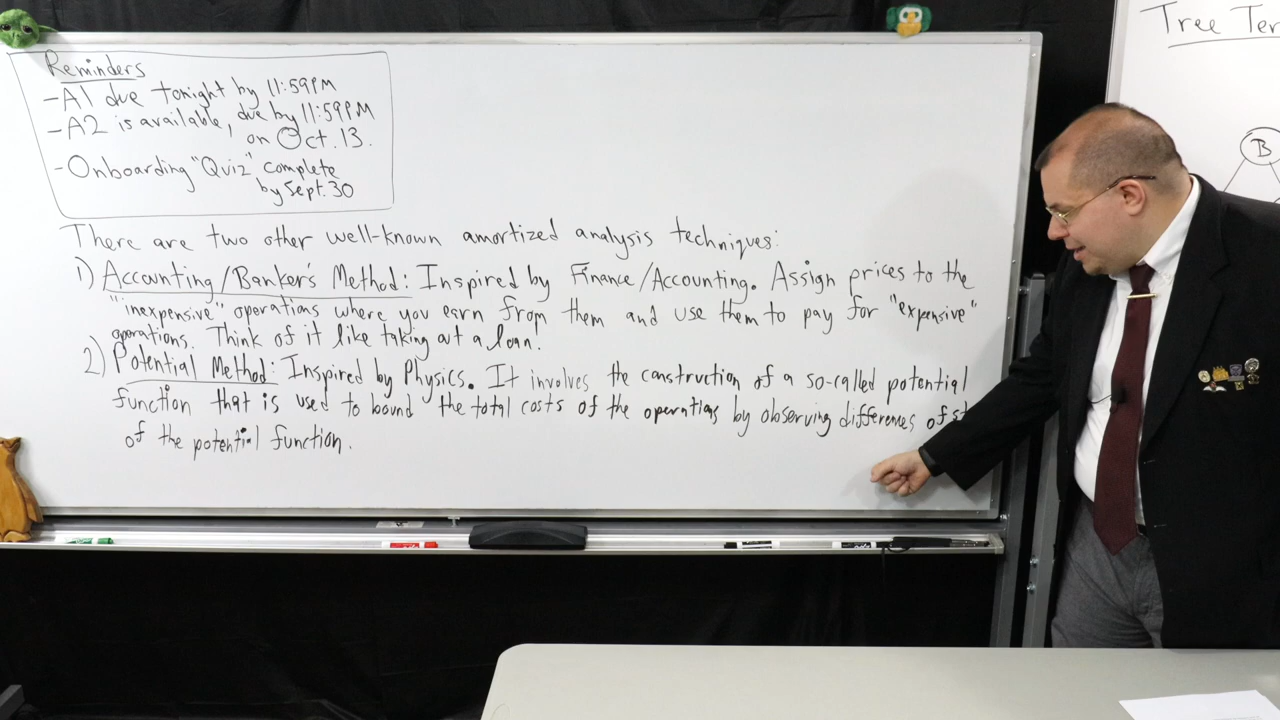 Reminders
-A1 due tonight by 11:59PM
-A2 is available, due by 11:59PM
on Oct. 13.
-Onboarding "Quiz" complete
by Sept. 30
There are two other well-known amortized analysis techniques:
1) Accounting/Banker's Method: Inspired by Finance/Accounting. Assign prices to the
"inexpensive" operations where you earn from them and use them to pay for "expensive"
operations. Think of it like taking out a loan.
2) Potential Method: Inspired by Physics. It involves the construction of a so-called potential
function that is used to bound the total costs of the operations by observing differences of
of the potential function.
Tree
B